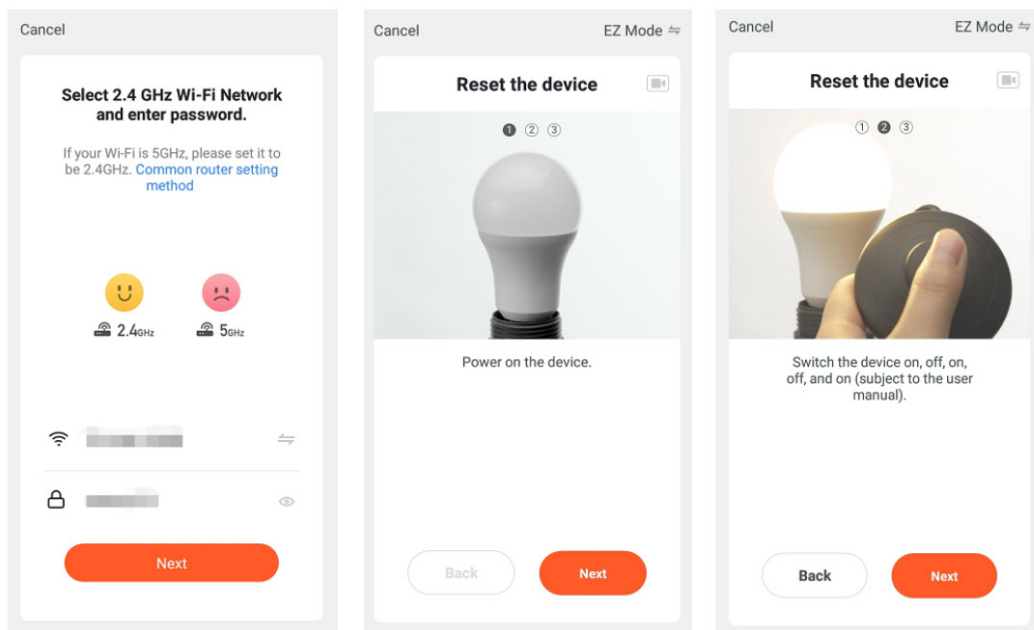 Cancel
Select 2.4 GHz Wi-Fi Network
and enter password.
If your Wi-Fi is 5GHz, please set it to
be 2.4GHz. Common router setting
method
2.4GHz
5GHz
Next
Cancel
EZ Mode
Reset the device
1 2 3
Power on the device.
Back
Next
Cancel
EZ Mode
Reset the device
1 2 3
Switch the device on, off, on,
off, and on (subject to the user
manual).
Back
Next